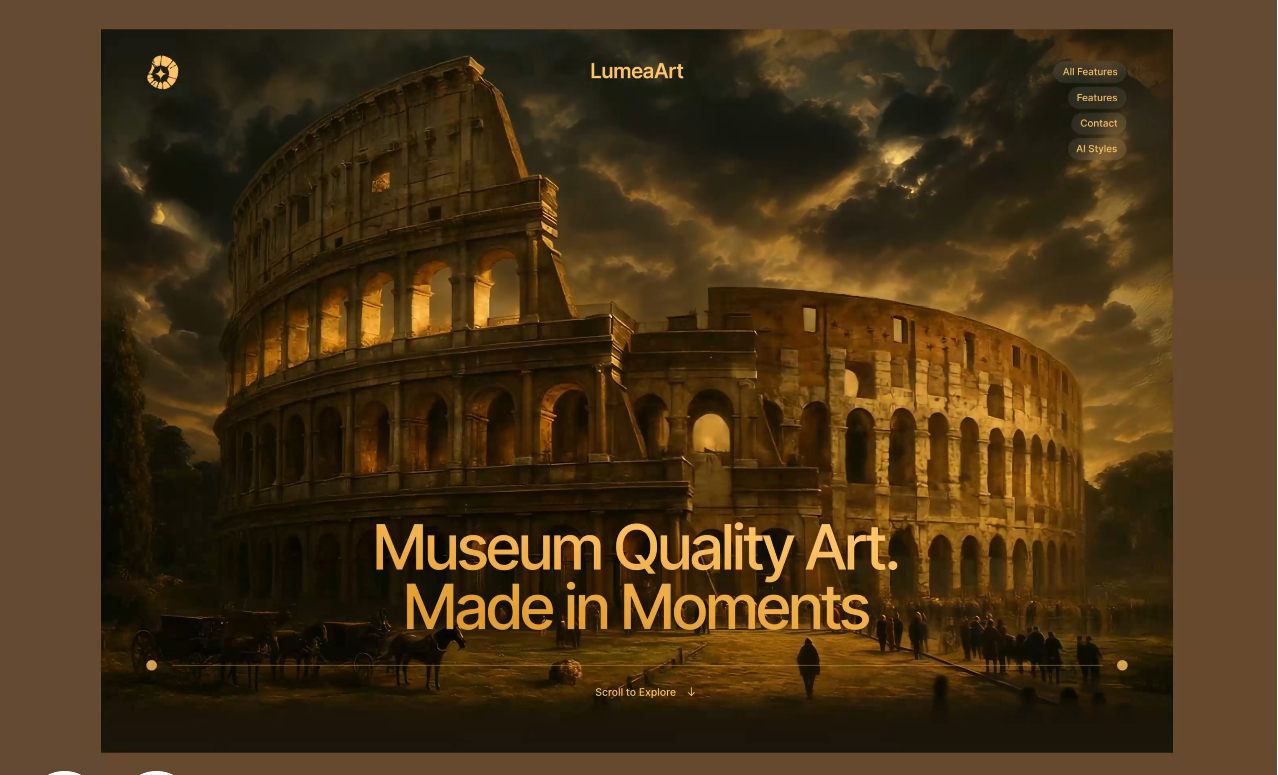 LumeaArt
All Features
Features
Contact
AI Styles
Museum Quality Art.
Made in Moments
Scroll to Explore ↓